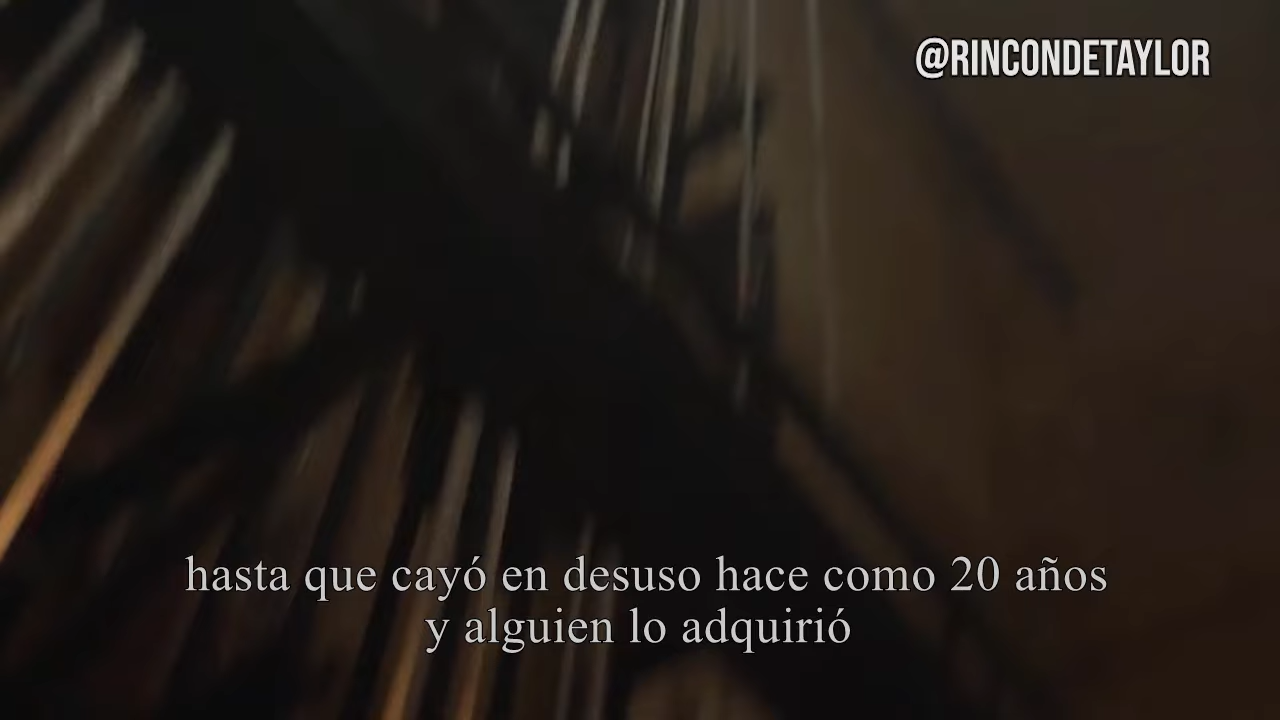 @RINCONDETAYLOR
hasta que cayó en desuso hace como 20 años
y alguien lo adquirió